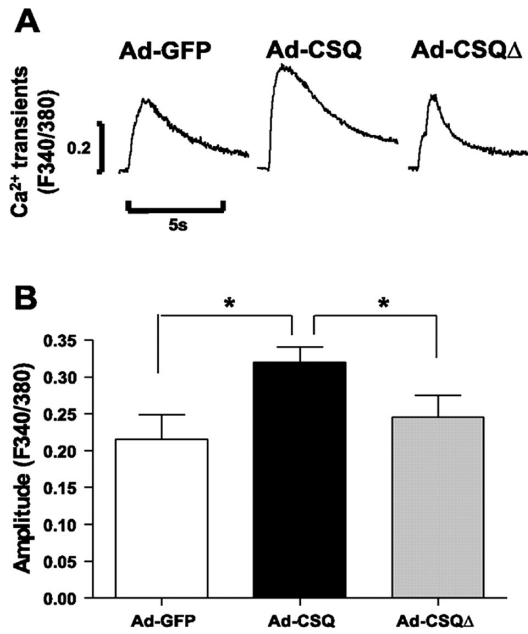 A
Ad-GFP Ad-CSQ Ad-CSQΔ
Ca²⁺ transients
(F340/380)
0.2
5s
B
* *
Amplitude (F340/380)
0.35
0.30
0.25
0.20
0.15
0.10
0.05
0.00
Ad-GFP Ad-CSQ Ad-CSQΔ